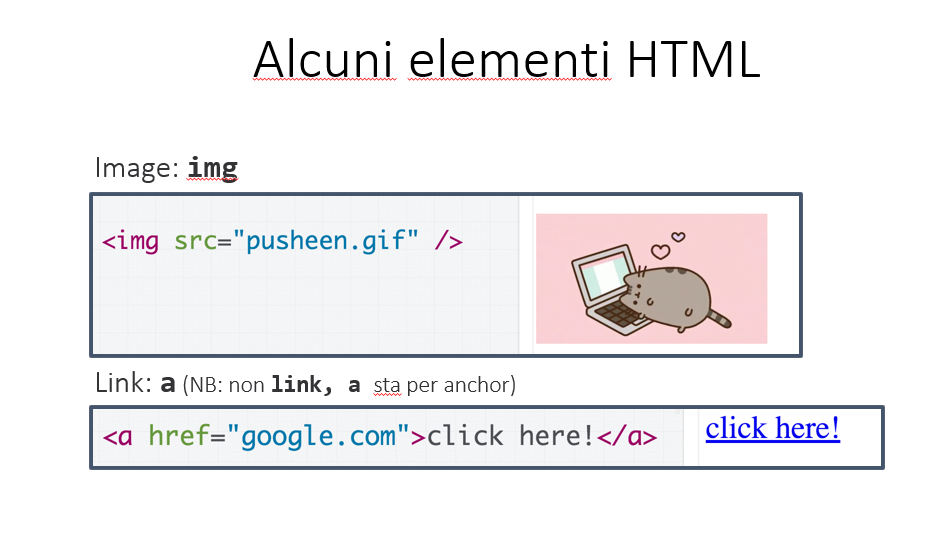 Alcuni elementi HTML
Image: img
<img src="pusheen.gif" />
Link: a (NB: non link, a sta per anchor)
<a href="google.com">click here!</a>
click here!